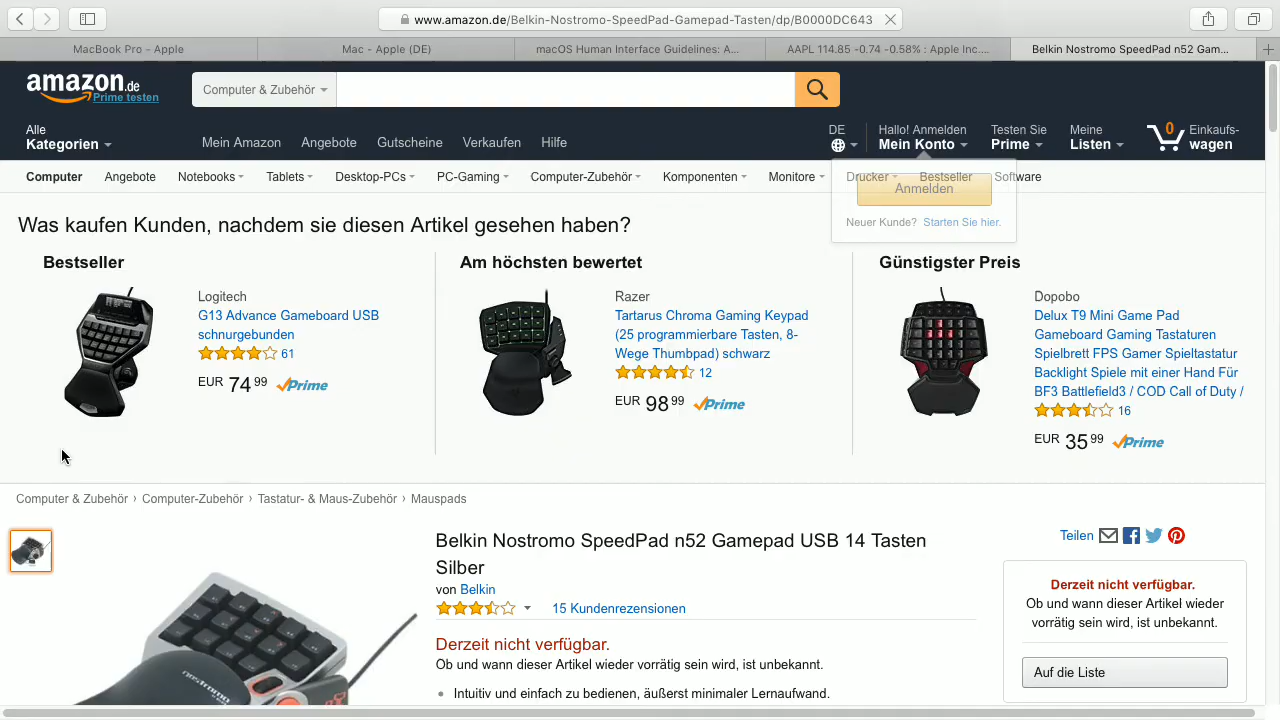 www.amazon.de/Belkin-Nostromo-SpeedPad-Gamepad-Tasten/dp/B0000DC643
MacBook Pro - Apple
Mac - Apple (DE)
macOS Human Interface Guidelines: A...
AAPL 114.85 -0.74 -0.58% : Apple Inc....
Belkin Nostromo SpeedPad n52 Gam...
amazon.de
Prime testen
Computer & Zubehör
Alle
Kategorien
Mein Amazon
Angebote
Gutscheine
Verkaufen
Hilfe
DE
Hallo! Anmelden
Mein Konto
Testen Sie
Prime
Meine
Listen
0
Einkaufs-
wagen
Computer
Angebote
Notebooks
Tablets
Desktop-PCs
PC-Gaming
Computer-Zubehör
Komponenten
Monitore
Drucker
Bestseller
Software
Anmelden
Neuer Kunde? Starten Sie hier.
Was kaufen Kunden, nachdem sie diesen Artikel gesehen haben?
Bestseller
Logitech
G13 Advance Gameboard USB
schnurgebunden
61
EUR 74 99 Prime
Am höchsten bewertet
Razer
Tartarus Chroma Gaming Keypad
(25 programmierbare Tasten, 8-
Wege Thumbpad) schwarz
12
EUR 98 99 Prime
Günstigster Preis
Dopobo
Delux T9 Mini Game Pad
Gameboard Gaming Tastaturen
Spielbrett FPS Gamer Spieltastatur
Backlight Spiele mit einer Hand Für
BF3 Battlefield3 / COD Call of Duty /
16
EUR 35 99 Prime
Computer & Zubehör › Computer-Zubehör › Tastatur- & Maus-Zubehör › Mauspads
nostromo
Belkin Nostromo SpeedPad n52 Gamepad USB 14 Tasten
Silber
von Belkin
15 Kundenrezensionen
Derzeit nicht verfügbar.
Ob und wann dieser Artikel wieder vorrätig sein wird, ist unbekannt.
Intuitiv und einfach zu bedienen, äußerst minimaler Lernaufwand.
Teilen
Derzeit nicht verfügbar.
Ob und wann dieser Artikel wieder
vorrätig sein wird, ist unbekannt.
Auf die Liste